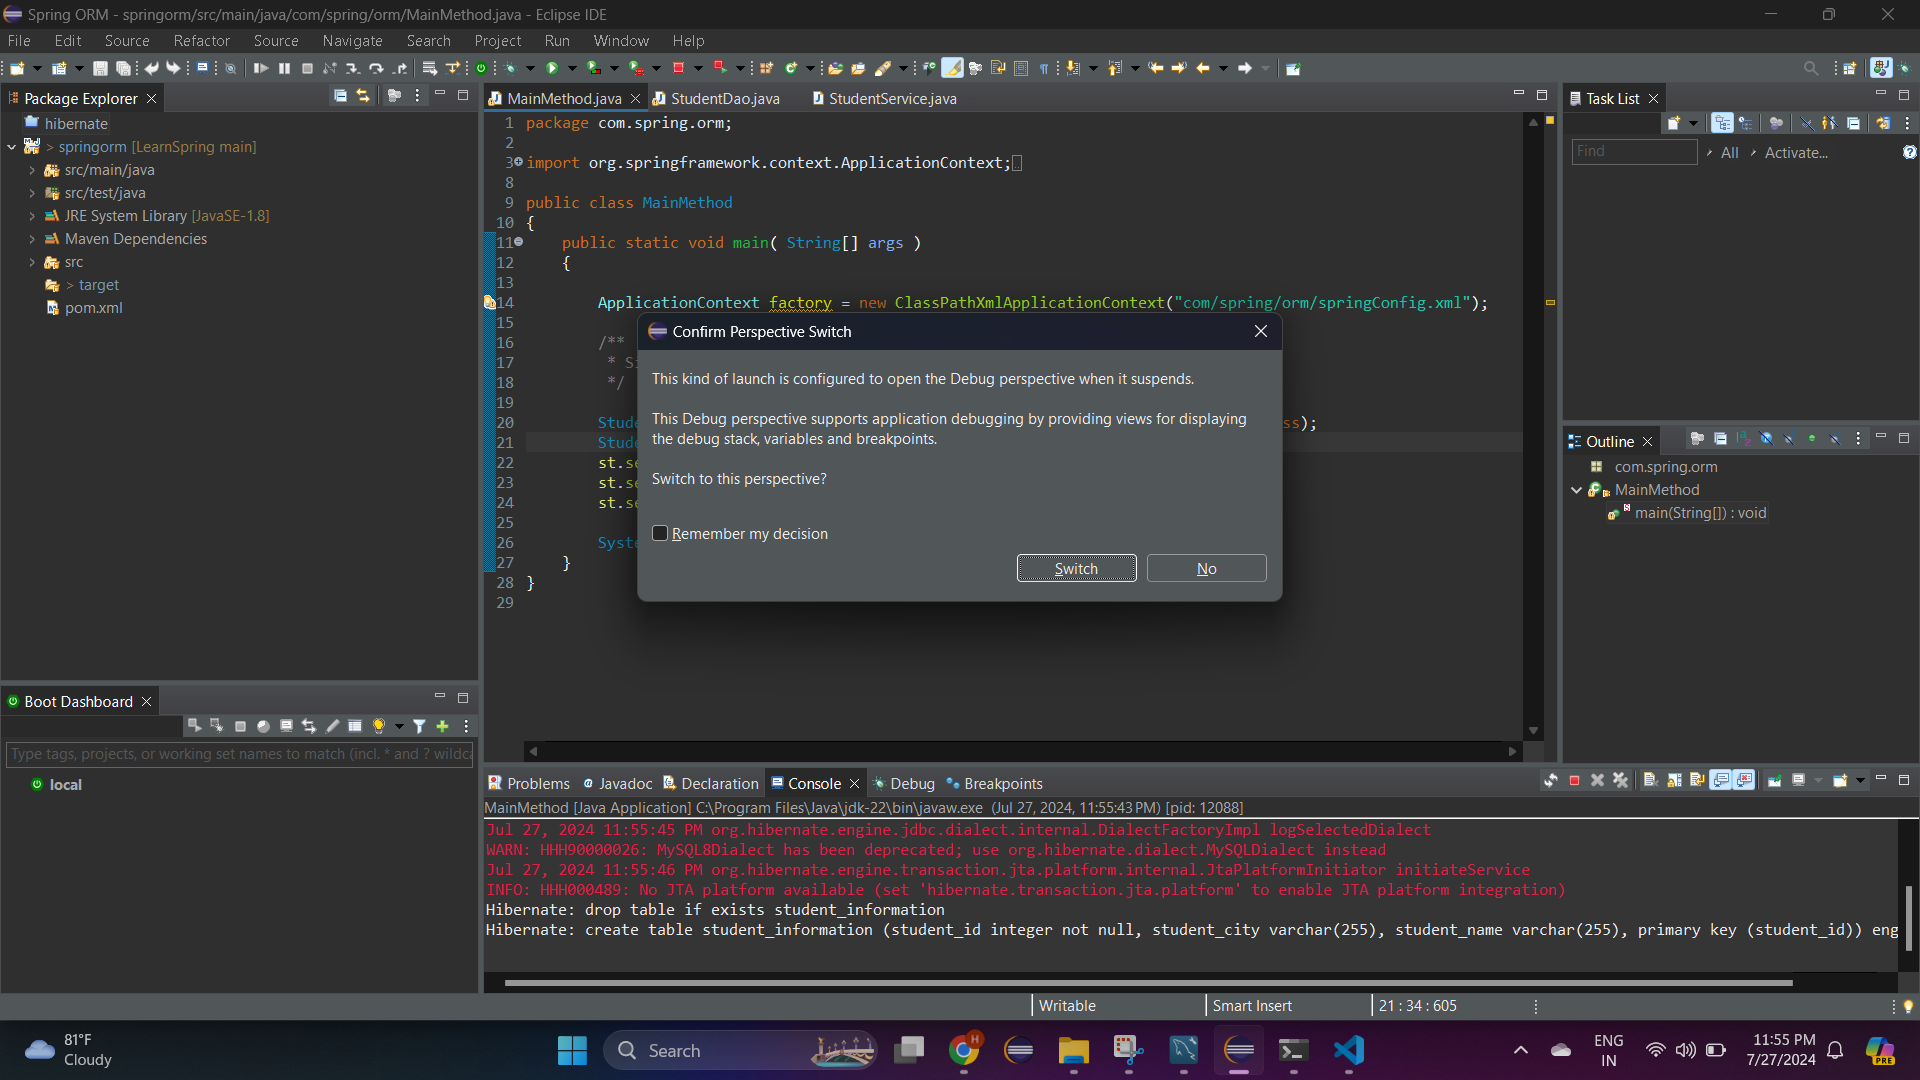 Spring ORM - springorm/src/main/java/com/spring/orm/MainMethod.java - Eclipse IDE
File Edit Source Refactor Source Navigate Search Project Run Window Help
Package Explorer
hibernate
> springorm [LearnSpring main]
src/main/java
src/test/java
JRE System Library [JavaSE-1.8]
Maven Dependencies
src
> target
pom.xml
MainMethod.java StudentDao.java StudentService.java
1 package com.spring.orm;
2
3 import org.springframework.context.ApplicationContext;
8
9 public class MainMethod
10 {
11 public static void main( String[] args )
12 {
13
14 ApplicationContext factory = new ClassPathXmlApplicationContext("com/spring/orm/springConfig.xml");
15
16 /**
17 * Si
18 */
19
20 Stude ss);
21 Stude
22 st.se
23 st.se
24 st.se
25
26 Syste
27 }
28 }
29
Confirm Perspective Switch
This kind of launch is configured to open the Debug perspective when it suspends.
This Debug perspective supports application debugging by providing views for displaying
the debug stack, variables and breakpoints.
Switch to this perspective?
Remember my decision
Switch No
Task List
Find All Activate...
Outline
com.spring.orm
MainMethod
main(String[]) : void
Boot Dashboard
Type tags, projects, or working set names to match (incl. * and ? wildca
local
Problems Javadoc Declaration Console Debug Breakpoints
MainMethod [Java Application] C:\Program Files\Java\jdk-22\bin\javaw.exe (Jul 27, 2024, 11:55:43 PM) [pid: 12088]
Jul 27, 2024 11:55:45 PM org.hibernate.engine.jdbc.dialect.internal.DialectFactoryImpl logSelectedDialect
WARN: HHH90000026: MySQL8Dialect has been deprecated; use org.hibernate.dialect.MySQLDialect instead
Jul 27, 2024 11:55:46 PM org.hibernate.engine.transaction.jta.platform.internal.JtaPlatformInitiator initiateService
INFO: HHH000489: No JTA platform available (set 'hibernate.transaction.jta.platform' to enable JTA platform integration)
Hibernate: drop table if exists student_information
Hibernate: create table student_information (student_id integer not null, student_city varchar(255), student_name varchar(255), primary key (student_id)) eng
Writable Smart Insert 21 : 34 : 605
81°F
Cloudy
Search
ENG
IN
11:55 PM
7/27/2024
PRE